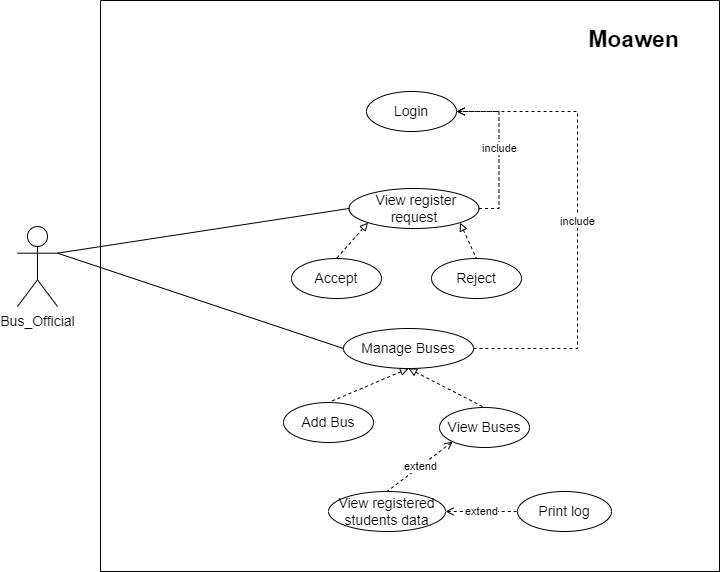 Moawen
Login
include
View register
request
include
Accept
Reject
Bus_Official
Manage Buses
Add Bus
View Buses
extend
View registered
students data
extend
Print log